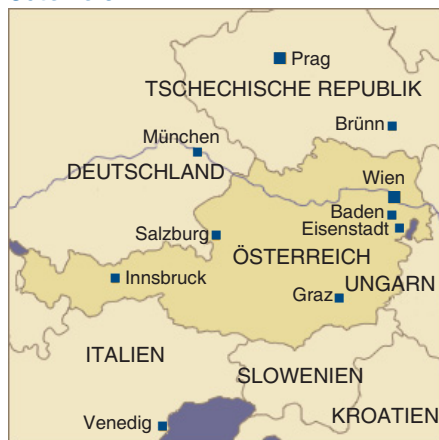 Prag
TSCHECHISCHE REPUBLIK
Brünn
München
DEUTSCHLAND
Wien
Baden
Eisenstadt
Salzburg
ÖSTERREICH
Innsbruck
UNGARN
Graz
ITALIEN
SLOWENIEN
KROATIEN
Venedig